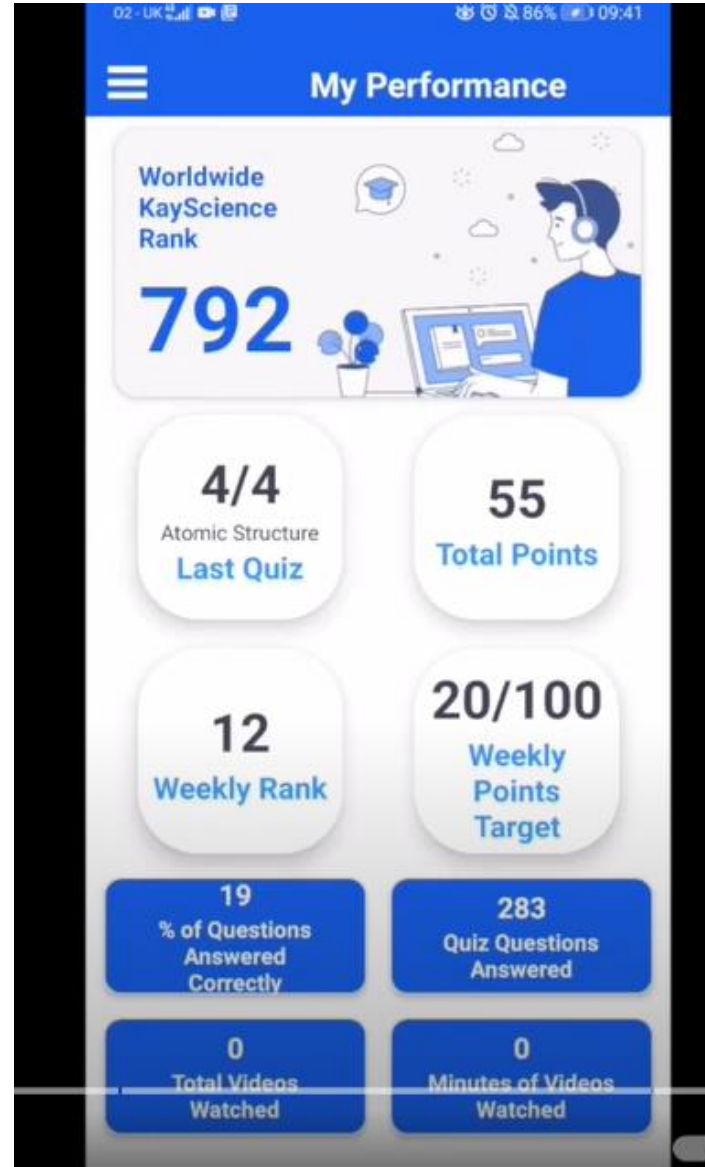 O2 - UK 86% 09:41
My Performance
Worldwide
KayScience
Rank
792
4/4
Atomic Structure
Last Quiz
55
Total Points
12
Weekly Rank
20/100
Weekly
Points
Target
19
% of Questions
Answered
Correctly
283
Quiz Questions
Answered
0
Total Videos
Watched
0
Minutes of Videos
Watched